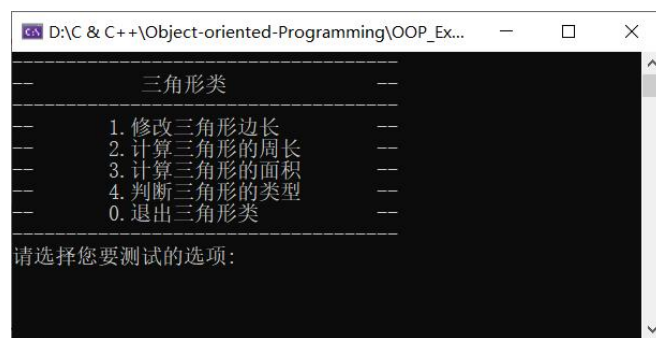 D:\C & C++\Object-oriented-Programming\OOP_Ex...
------------------------------------
-- 三角形类 --
------------------------------------
-- 1.修改三角形边长 --
-- 2.计算三角形的周长 --
-- 3.计算三角形的面积 --
-- 4.判断三角形的类型 --
-- 0.退出三角形类 --
------------------------------------
请选择您要测试的选项: